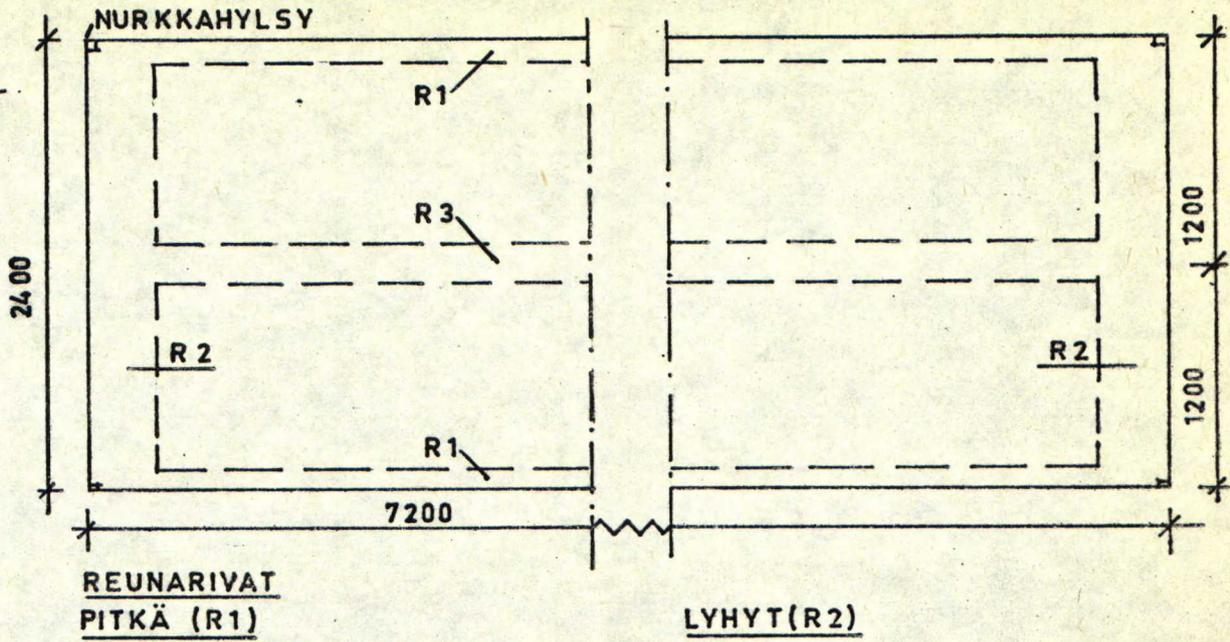 NURKKAHYLSY
R1
R3
R2
R1
R2
2400
1200
1200
7200
REUNARIVAT
PITKÄ (R1)
LYHYT(R2)